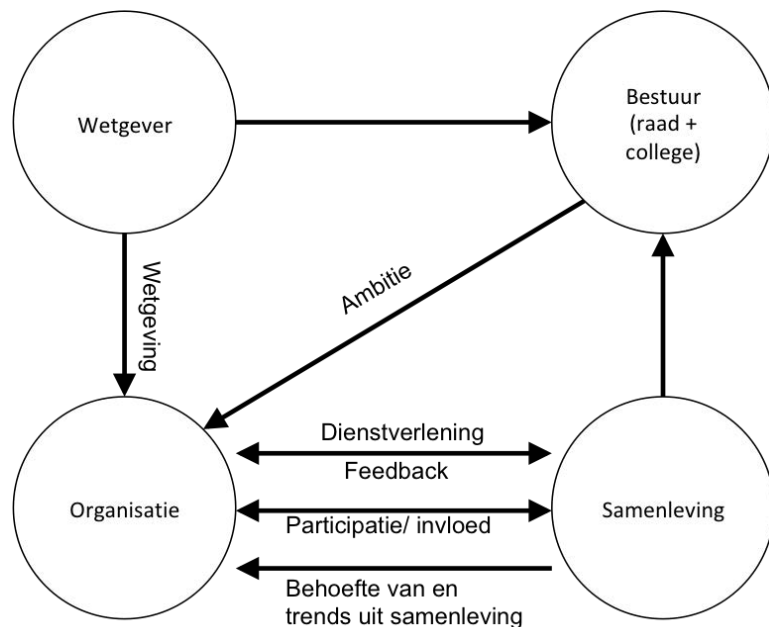 Wetgever
Bestuur
(raad +
college)
Wetgeving
Ambitie
Organisatie
Dienstverlening
Feedback
Participatie/ invloed
Behoefte van en
trends uit samenleving
Samenleving